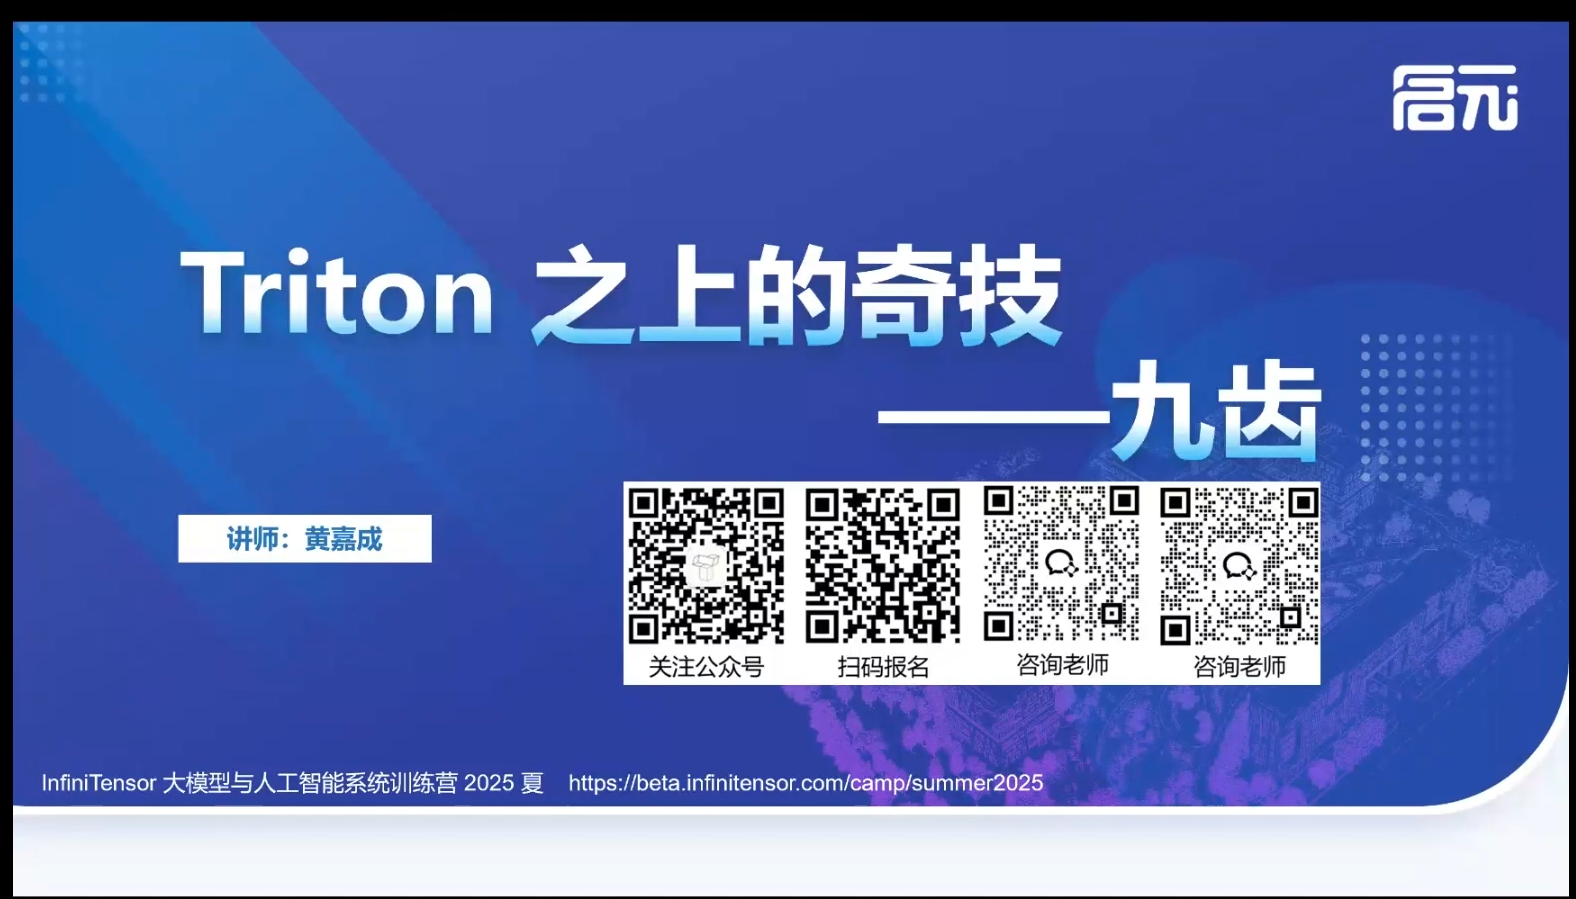 启元
Triton 之上的奇技
——九齿
讲师：黄嘉成
关注公众号
扫码报名
咨询老师
咨询老师
InfiniTensor 大模型与人工智能系统训练营 2025 夏 https://beta.infinitensor.com/camp/summer2025